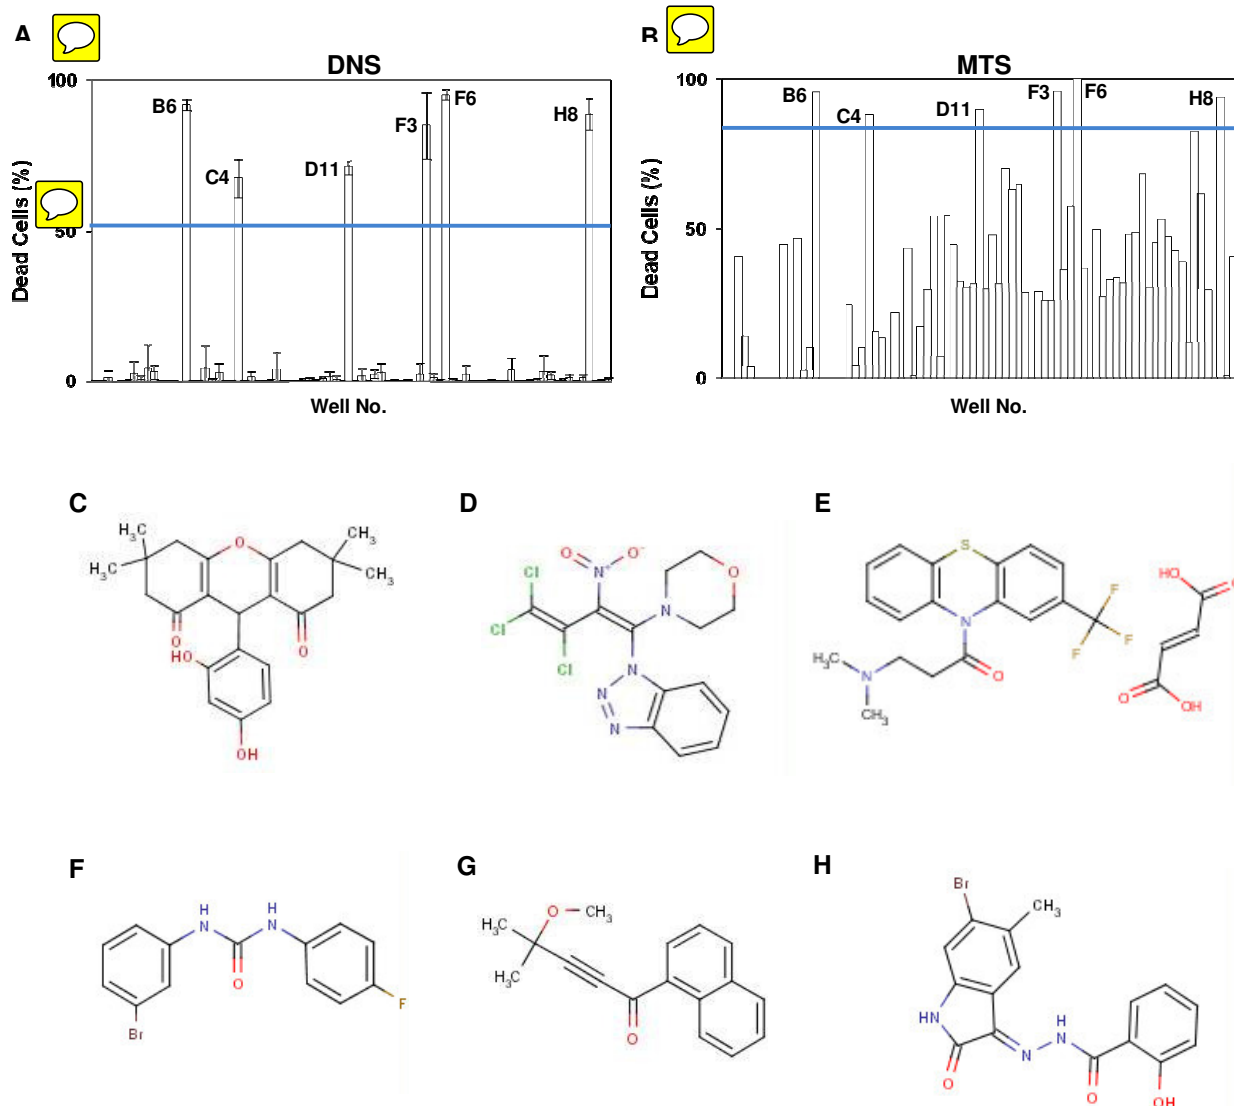 A
B
DNS
MTS
100
B6
F3
F6
H8
C4
D11
50
0
Dead Cells (%)
Well No.
100
B6
C4
D11
F3
F6
H8
50
0
Dead Cells (%)
Well No.
C
H₃C
H₃C
O
CH₃
CH₃
O
O
HO
OH
D
Cl
Cl
Cl
O
N⁺
O⁻
N
O
N
N
N
E
S
N
F
F
F
O
H₃C
N
CH₃
HO
O
O
OH
F
H
N
H
N
O
Br
F
G
O
CH₃
H₃C
H₃C
O
H
Br
CH₃
HN
O
N
H
N
O
OH